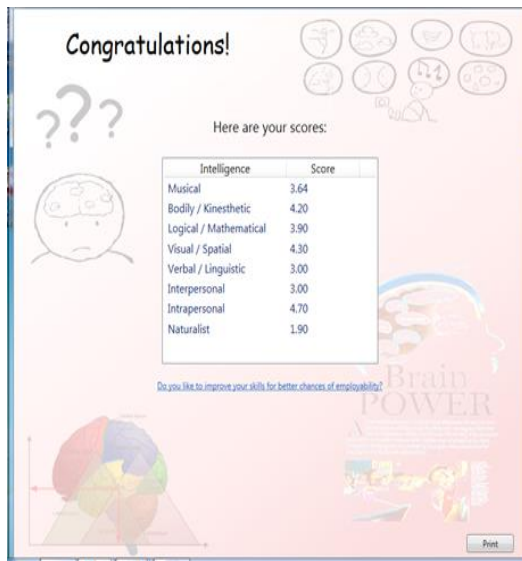 Congratulations!
???
Here are your scores:
Intelligence Score
Musical 3.64
Bodily / Kinesthetic 4.20
Logical / Mathematical 3.90
Visual / Spatial 4.30
Verbal / Linguistic 3.00
Interpersonal 3.00
Intrapersonal 4.70
Naturalist 1.90
Do you like to improve your skills for better chances of employability?
Brain
POWER
Print